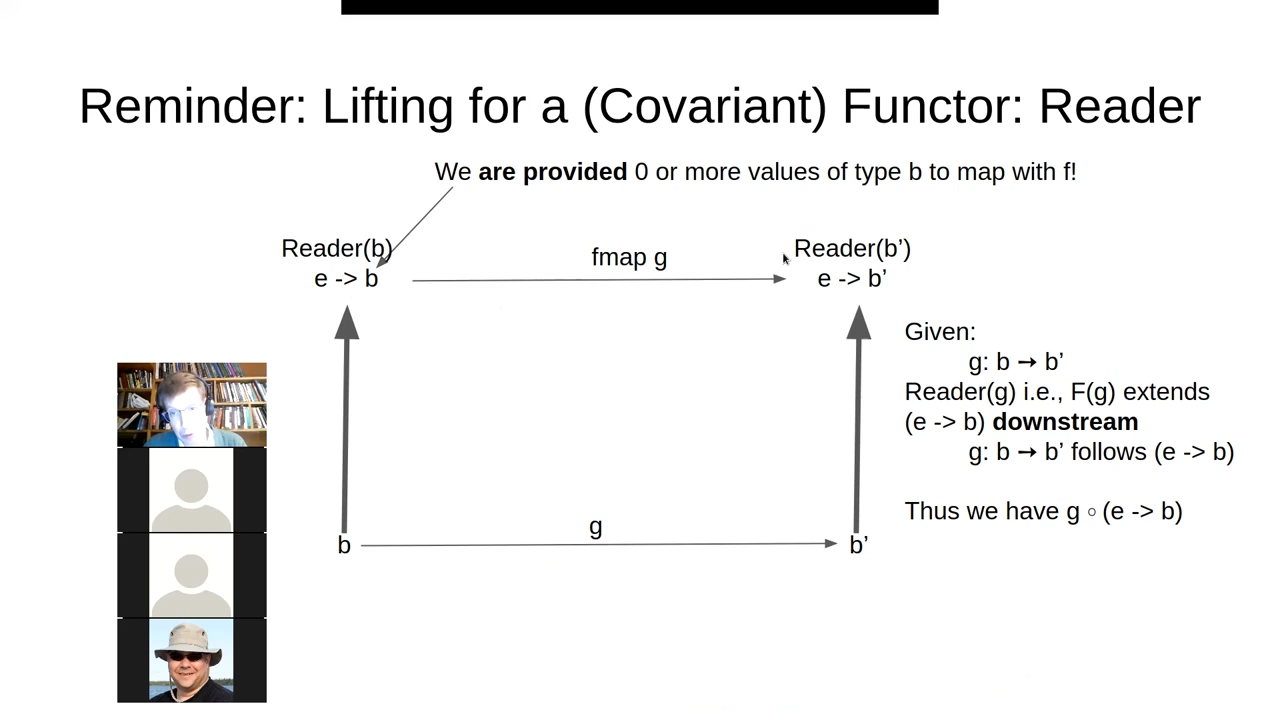 Reminder: Lifting for a (Covariant) Functor: Reader
We are provided 0 or more values of type b to map with f!
Reader(b)
e -> b
fmap g
Reader(b’)
e -> b’
Given:
g: b → b’
Reader(g) i.e., F(g) extends
(e -> b) downstream
g: b → b’ follows (e -> b)
Thus we have g ∘ (e -> b)
b
g
b’